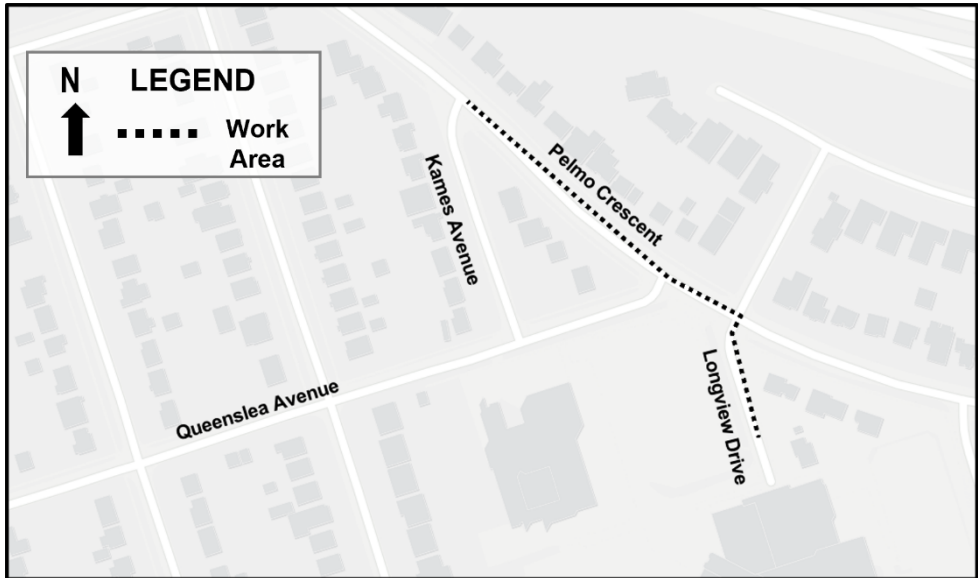 N LEGEND
Work
Area
Pelmo Crescent
Kames Avenue
Longview Drive
Queenslea Avenue